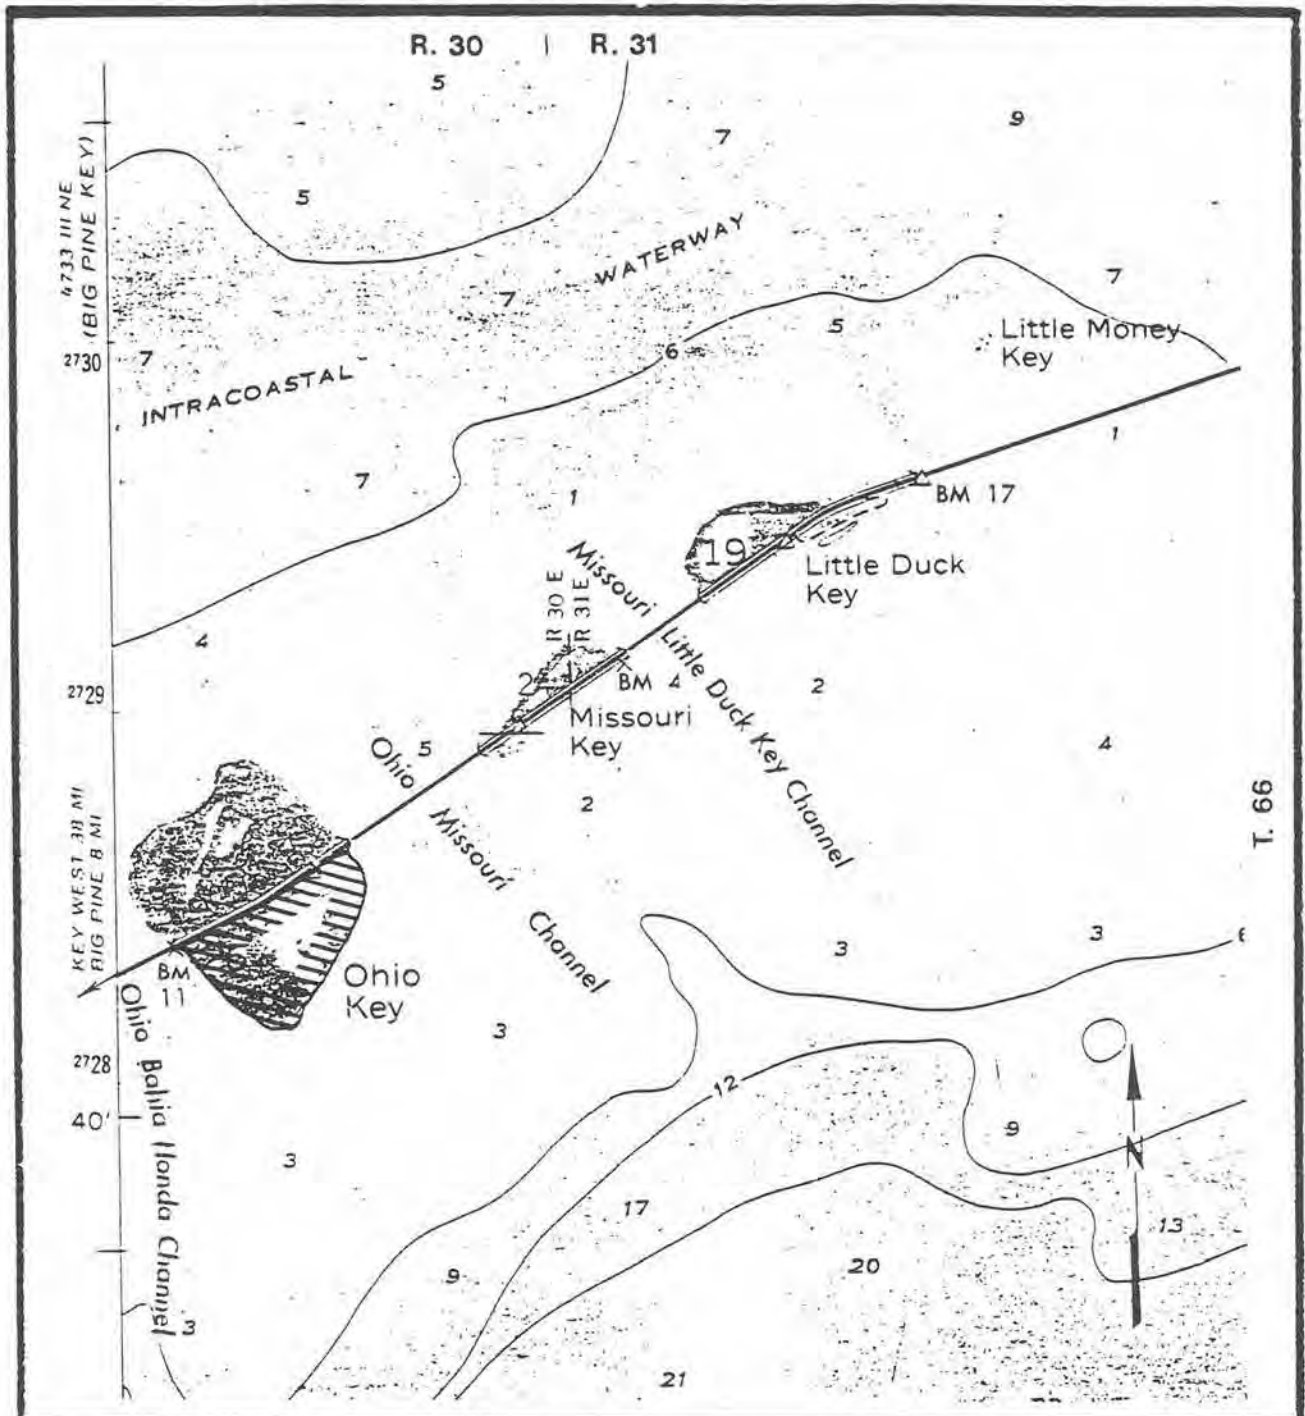 R. 30 | R. 31
5
9
7
5
4733 III NE
(BIG PINE KEY)
WATERWAY
7
7
5
Little Money
Key
2730
7
6
INTRACOASTAL
1
7
1
BM 17
19
Missouri
Little Duck
Key
R 30 E
R 31 E
4
Little Duck Key Channel
2729
BM 4
2
Missouri
Key
Ohio
5
4
2
Missouri
Channel
T. 66
KEY WEST 38 MI
BIG PINE 8 MI
3
3
BM
11
Ohio
Key
3
Ohio Bahia Honda Channel
2728
12
40'
9
N
3
17
13
9
20
3
21